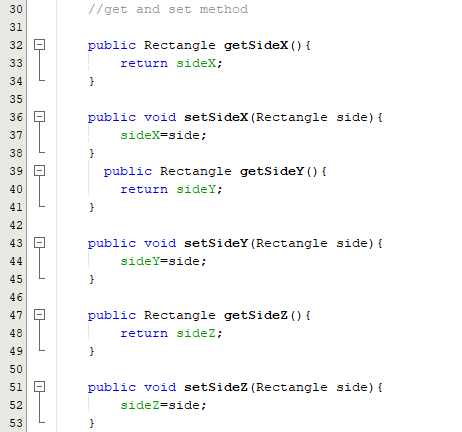 30 //get and set method
31
32 public Rectangle getSideX(){
33 return sideX;
34 }
35
36 public void setSideX(Rectangle side){
37 sideX=side;
38 }
39 public Rectangle getSideY(){
40 return sideY;
41 }
42
43 public void setSideY(Rectangle side){
44 sideY=side;
45 }
46
47 public Rectangle getSideZ(){
48 return sideZ;
49 }
50
51 public void setSideZ(Rectangle side){
52 sideZ=side;
53 }